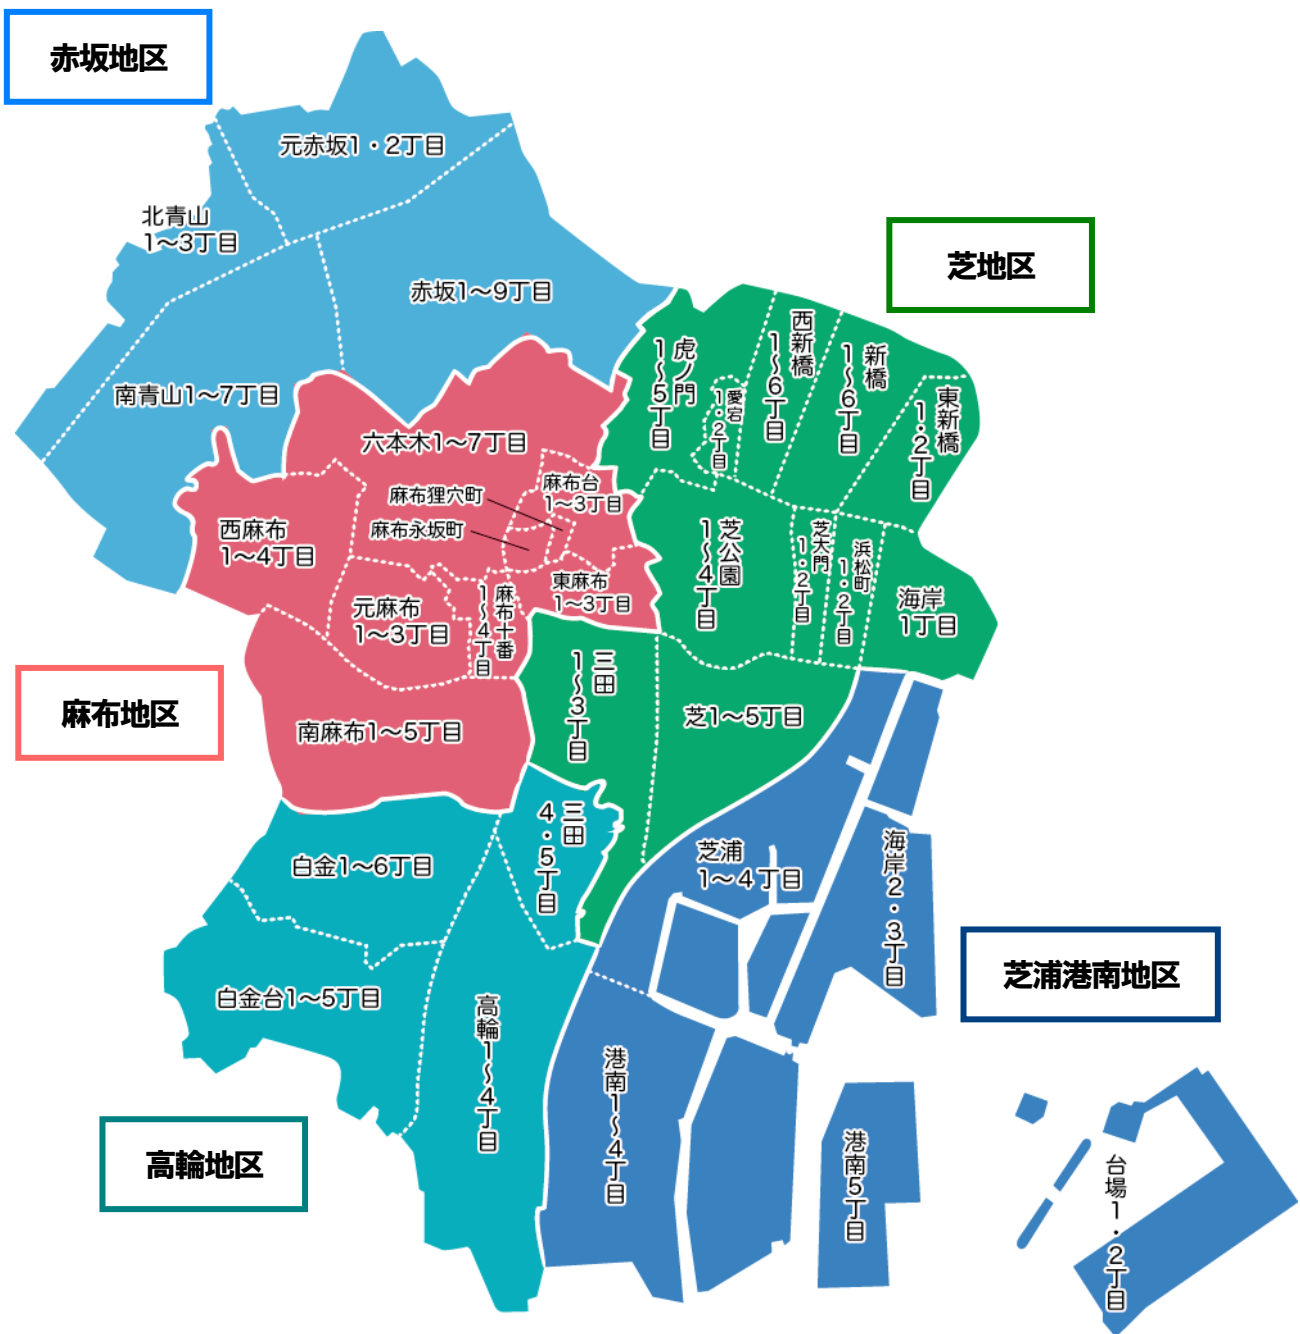 赤坂地区
元赤坂1・2丁目
北青山
1〜3丁目
赤坂1〜9丁目
南青山1〜7丁目
芝地区
虎ノ門
1〜5丁目
愛宕
1・2丁目
西新橋
1〜6丁目
新橋
1〜6丁目
東新橋
1・2丁目
六本木1〜7丁目
麻布台
1〜3丁目
麻布狸穴町
麻布永坂町
西麻布
1〜4丁目
元麻布
1〜3丁目
麻布十番
1〜4丁目
東麻布
1〜3丁目
芝公園
1〜4丁目
芝大門
1・2丁目
浜松町
1・2丁目
海岸
1丁目
麻布地区
南麻布1〜5丁目
三田
1〜3丁目
芝1〜5丁目
三田
4・5丁目
白金1〜6丁目
芝浦
1〜4丁目
海岸2・3丁目
芝浦港南地区
白金台1〜5丁目
高輪1〜4丁目
高輪地区
港南1〜4丁目
港南5丁目
台場1・2丁目